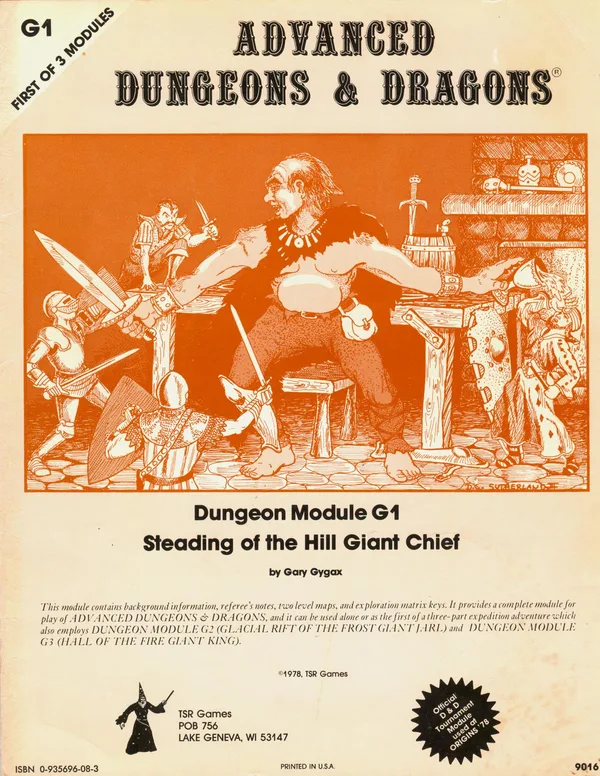 G1
FIRST OF 3 MODULES
ADVANCED
DUNGEONS & DRAGONS®
D.C. SUTHERLAND III
Dungeon Module G1
Steading of the Hill Giant Chief
by Gary Gygax
This module contains background information, referee's notes, two level maps, and exploration matrix keys. It provides a complete module for
play of ADVANCED DUNGEONS & DRAGONS, and it can be used alone or as the first of a three-part expedition adventure which
also employs DUNGEON MODULE G2 (GLACIAL RIFT OF THE FROST GIANT JARL) and DUNGEON MODULE
G3 (HALL OF THE FIRE GIANT KING).
©1978, TSR Games
TSR Games
POB 756
LAKE GENEVA, WI 53147
Official
D & D
Tournament
Module
used at
ORIGINS '78
ISBN 0-935696-08-3
PRINTED IN U.S.A.
9016